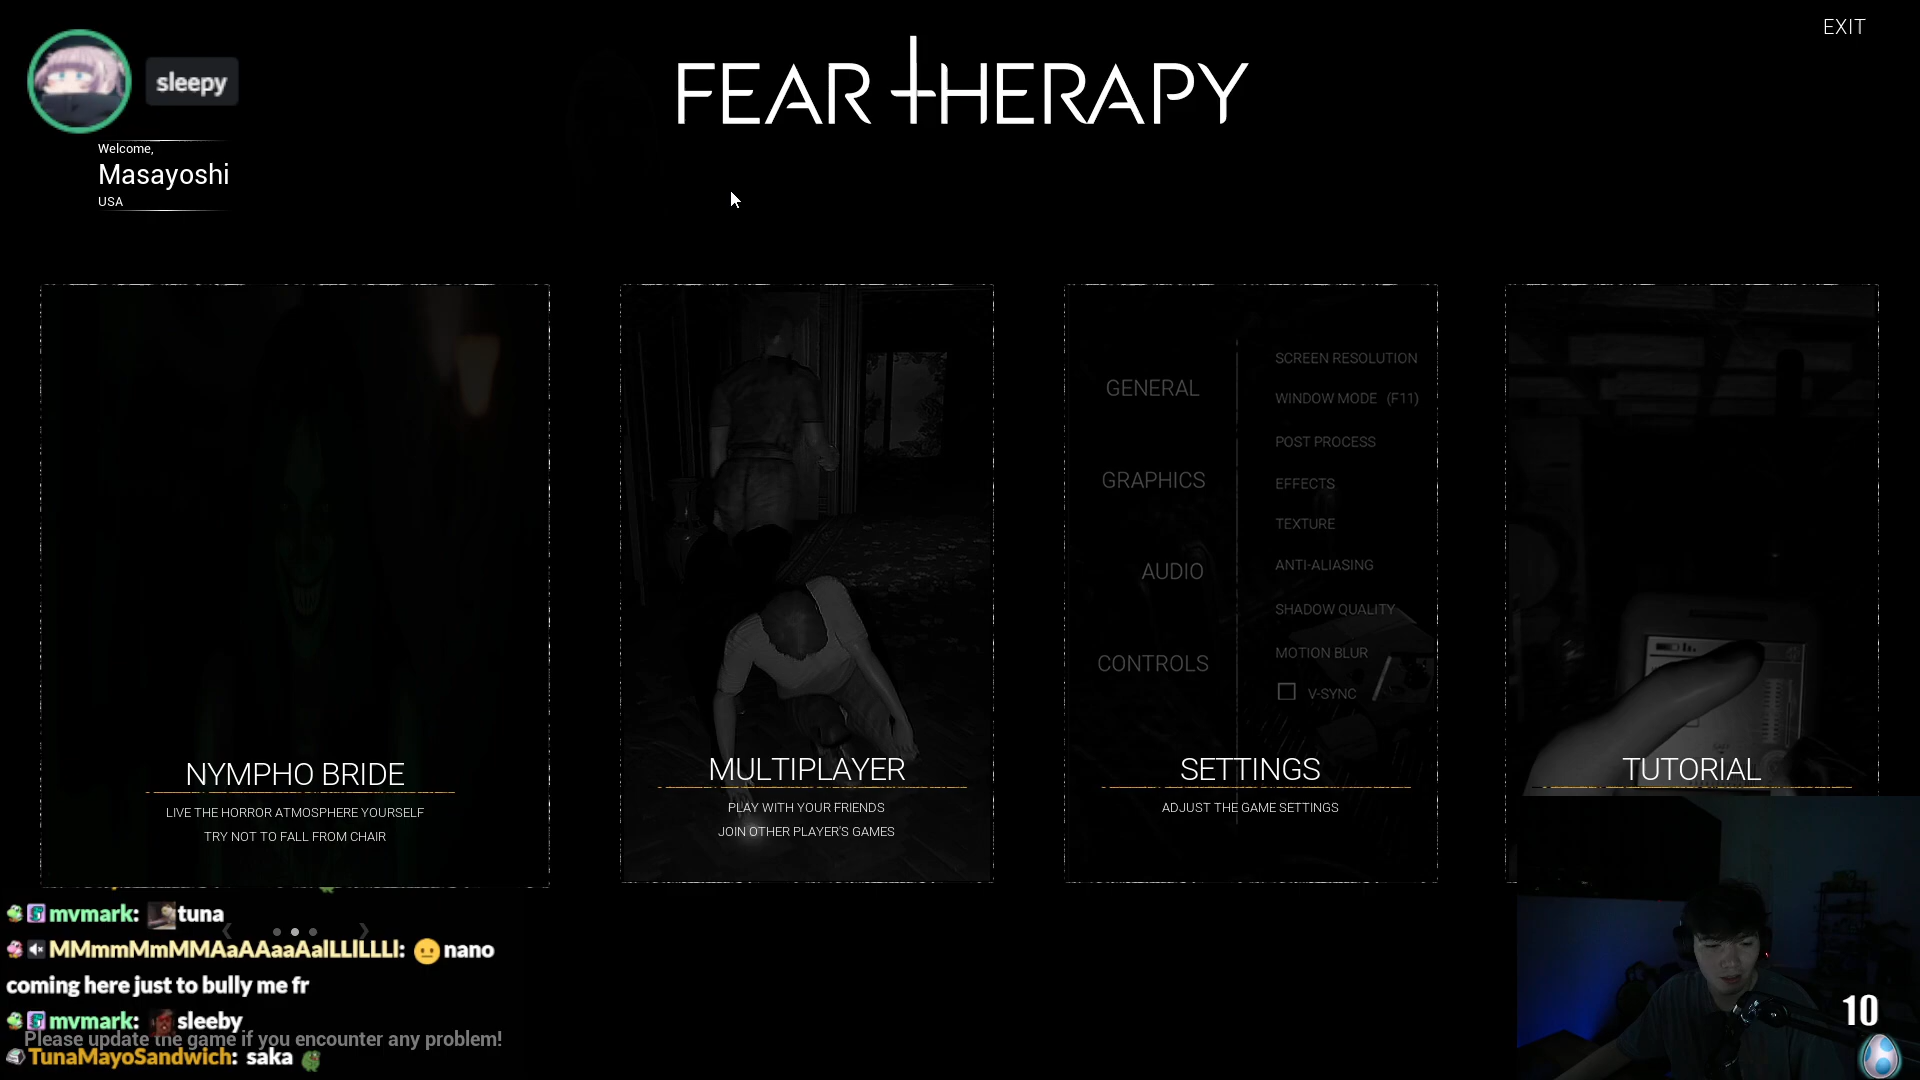 EXIT
FEAR THERAPY
sleepy
Welcome,
Masayoshi
USA
GENERAL
GRAPHICS
AUDIO
CONTROLS
SCREEN RESOLUTION
WINDOW MODE (F11)
POST PROCESS
EFFECTS
TEXTURE
ANTI-ALIASING
SHADOW QUALITY
MOTION BLUR
V-SYNC
NYMPHO BRIDE
LIVE THE HORROR ATMOSPHERE YOURSELF
TRY NOT TO FALL FROM CHAIR
MULTIPLAYER
PLAY WITH YOUR FRIENDS
JOIN OTHER PLAYER'S GAMES
SETTINGS
ADJUST THE GAME SETTINGS
TUTORIAL
mvmark: tuna
MMmmMmMMAaAAaaAalLLlLLLl: nano
coming here just to bully me fr
mvmark: sleeby
Please update the game if you encounter any problem!
TunaMayoSandwich: saka
10